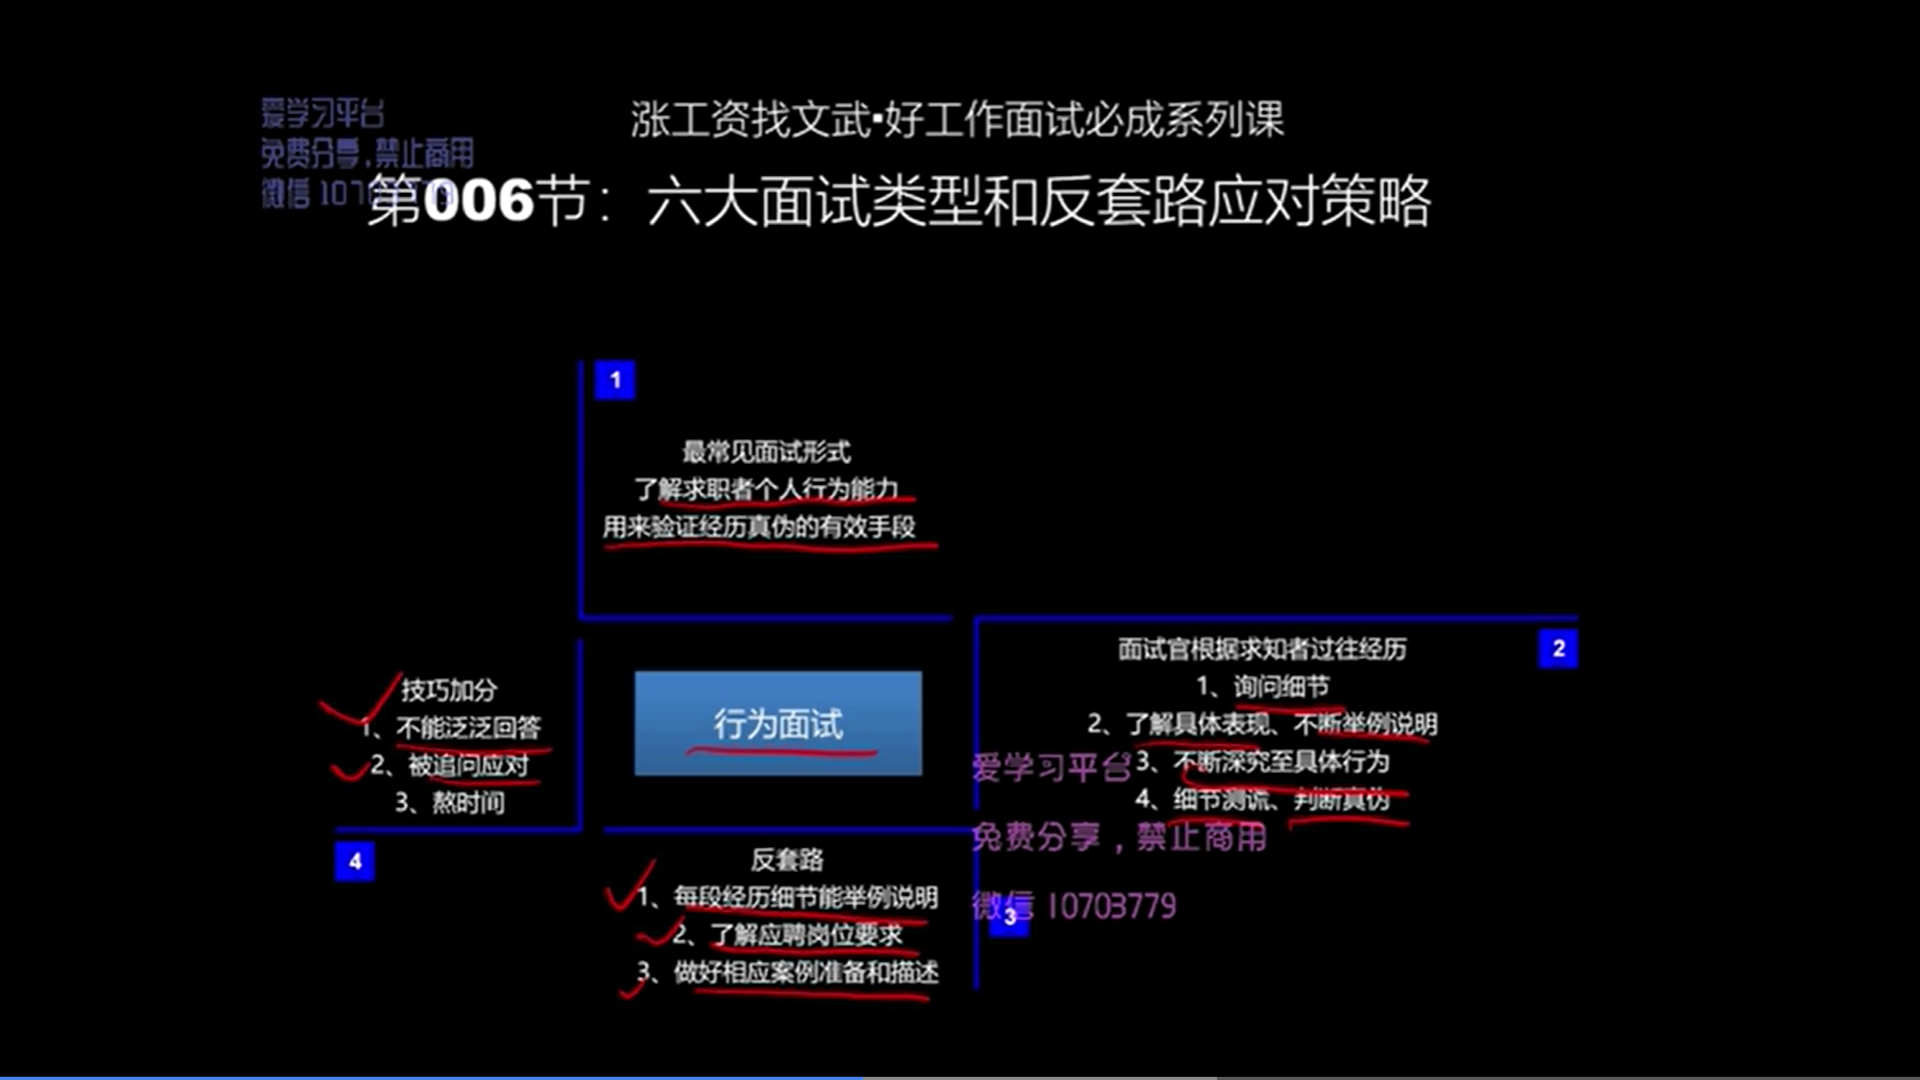 爱学习平台
免费分享,禁止商用
微信
涨工资找文武·好工作面试必成系列课
第006节：六大面试类型和反套路应对策略
1
最常见面试形式
了解求职者个人行为能力
用来验证经历真伪的有效手段
2
面试官根据求知者过往经历
1、询问细节
2、了解具体表现、不断举例说明
3、不断深究至具体行为
4、细节测谎、判断真伪
行为面试
技巧加分
1、不能泛泛回答
2、被追问应对
3、熬时间
4
反套路
1、每段经历细节能举例说明
2、了解应聘岗位要求
3、做好相应案例准备和描述
3
爱学习平台
免费分享，禁止商用
微信 10703779